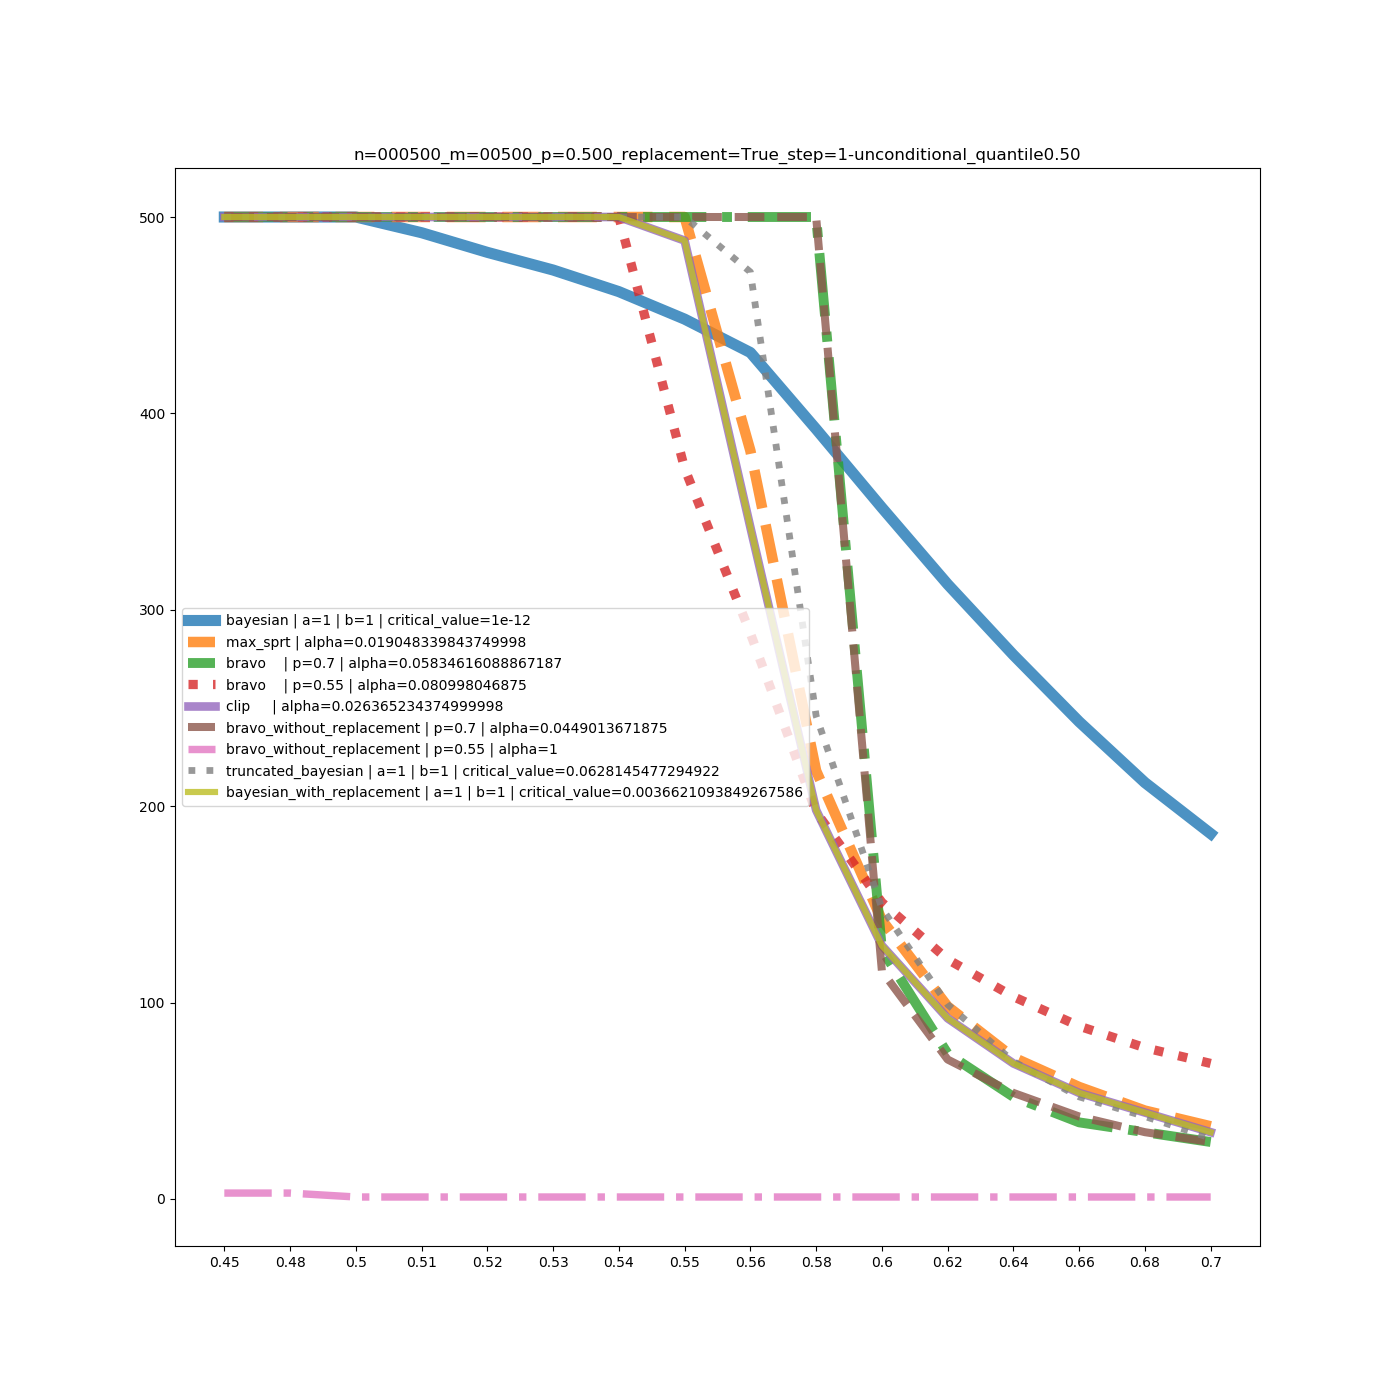 n=000500_m=00500_p=0.500_replacement=True_step=1-unconditional_quantile0.50
500
400
300
200
100
0
bayesian | a=1 | b=1 | critical_value=1e-12
max_sprt | alpha=0.019048339843749998
bravo    | p=0.7 | alpha=0.05834616088867187
bravo    | p=0.55 | alpha=0.080998046875
clip     | alpha=0.026365234374999998
bravo_without_replacement | p=0.7 | alpha=0.0449013671875
bravo_without_replacement | p=0.55 | alpha=1
truncated_bayesian | a=1 | b=1 | critical_value=0.0628145477294922
bayesian_with_replacement | a=1 | b=1 | critical_value=0.0036621093849267586
0.45 0.48 0.5 0.51 0.52 0.53 0.54 0.55 0.56 0.58 0.6 0.62 0.64 0.66 0.68 0.7